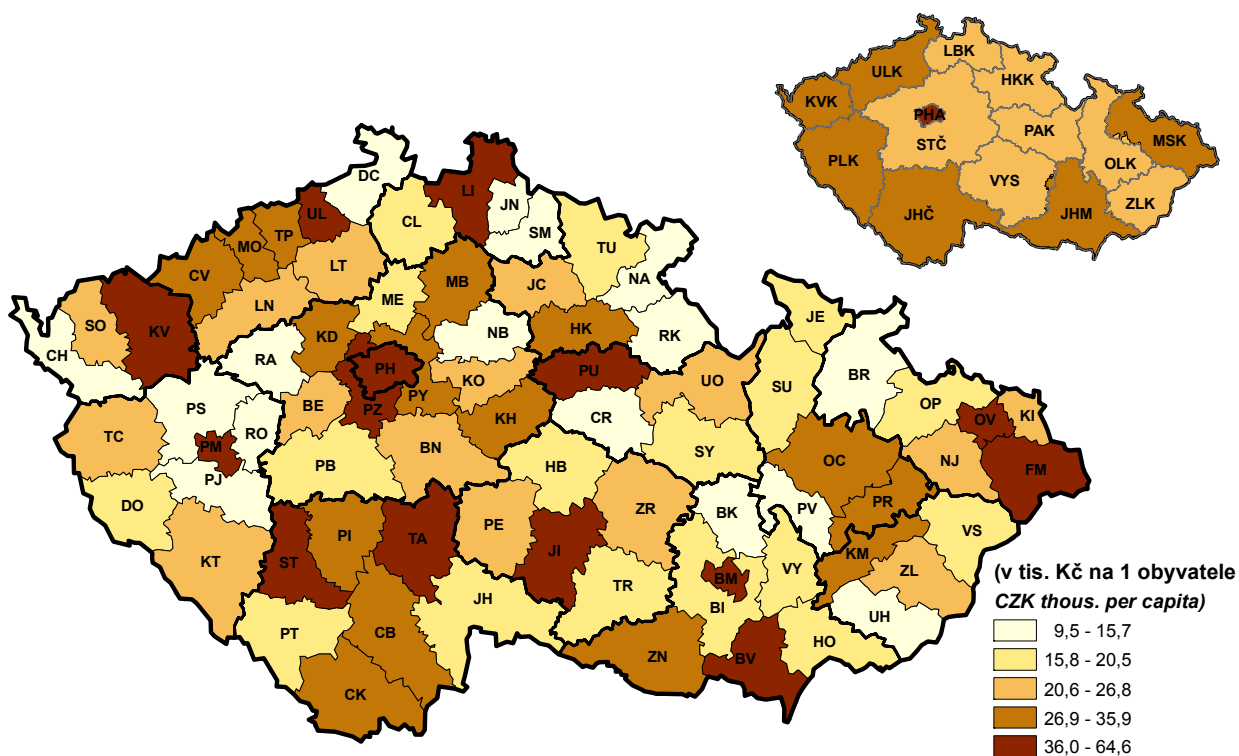 LBK
ULK
HKK
KVK
PHA
PAK
MSK
STČ
PLK
OLK
VYS
ZLK
JHČ
JHM
DC
LI
UL
JN
CL
SM
MO
TP
TU
LT
CV
MB
NA
JC
ME
LN
SO
KV
NB
HK
KD
JE
RK
CH
RA
PH
KO
PU
UO
BR
SU
PY
PS
BE
PZ
OP
KI
OV
KH
CR
RO
TC
PM
BN
SY
OC
NJ
PB
HB
FM
PJ
DO
PR
ZR
BK
PV
PE
VS
PI
TA
KM
JI
KT
ST
VY
ZL
BM
TR
JH
BI
UH
PT
CB
HO
BV
ZN
CK
(v tis. Kč na 1 obyvatele
CZK thous. per capita)
9,5 - 15,7
15,8 - 20,5
20,6 - 26,8
26,9 - 35,9
36,0 - 64,6